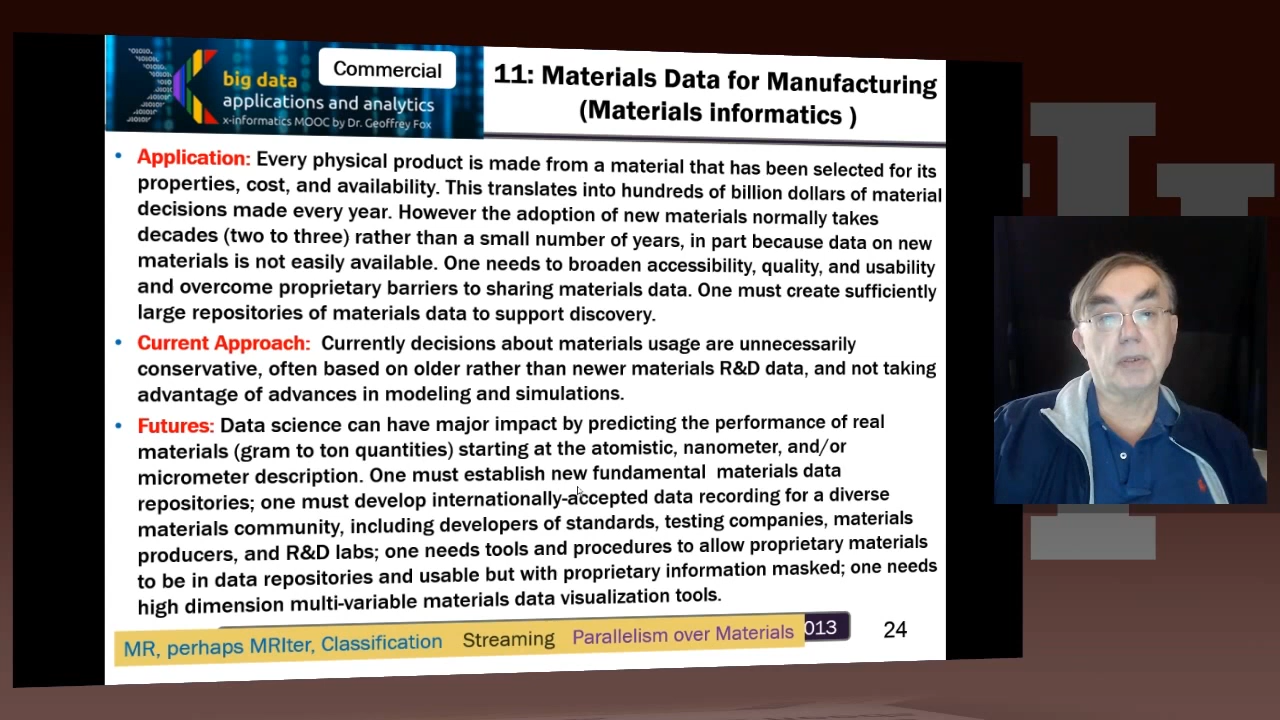 Commercial
big data
applications and analytics
x-informatics MOOC by Dr. Geoffrey Fox
11: Materials Data for Manufacturing
(Materials informatics )
• Application: Every physical product is made from a material that has been selected for its
properties, cost, and availability. This translates into hundreds of billion dollars of material
decisions made every year. However the adoption of new materials normally takes
decades (two to three) rather than a small number of years, in part because data on new
materials is not easily available. One needs to broaden accessibility, quality, and usability
and overcome proprietary barriers to sharing materials data. One must create sufficiently
large repositories of materials data to support discovery.
• Current Approach: Currently decisions about materials usage are unnecessarily
conservative, often based on older rather than newer materials R&D data, and not taking
advantage of advances in modeling and simulations.
• Futures: Data science can have major impact by predicting the performance of real
materials (gram to ton quantities) starting at the atomistic, nanometer, and/or
micrometer description. One must establish new fundamental materials data
repositories; one must develop internationally-accepted data recording for a diverse
materials community, including developers of standards, testing companies, materials
producers, and R&D labs; one needs tools and procedures to allow proprietary materials
to be in data repositories and usable but with proprietary information masked; one needs
high dimension multi-variable materials data visualization tools.
MR, perhaps MRIter, Classification Streaming Parallelism over Materials 013 24